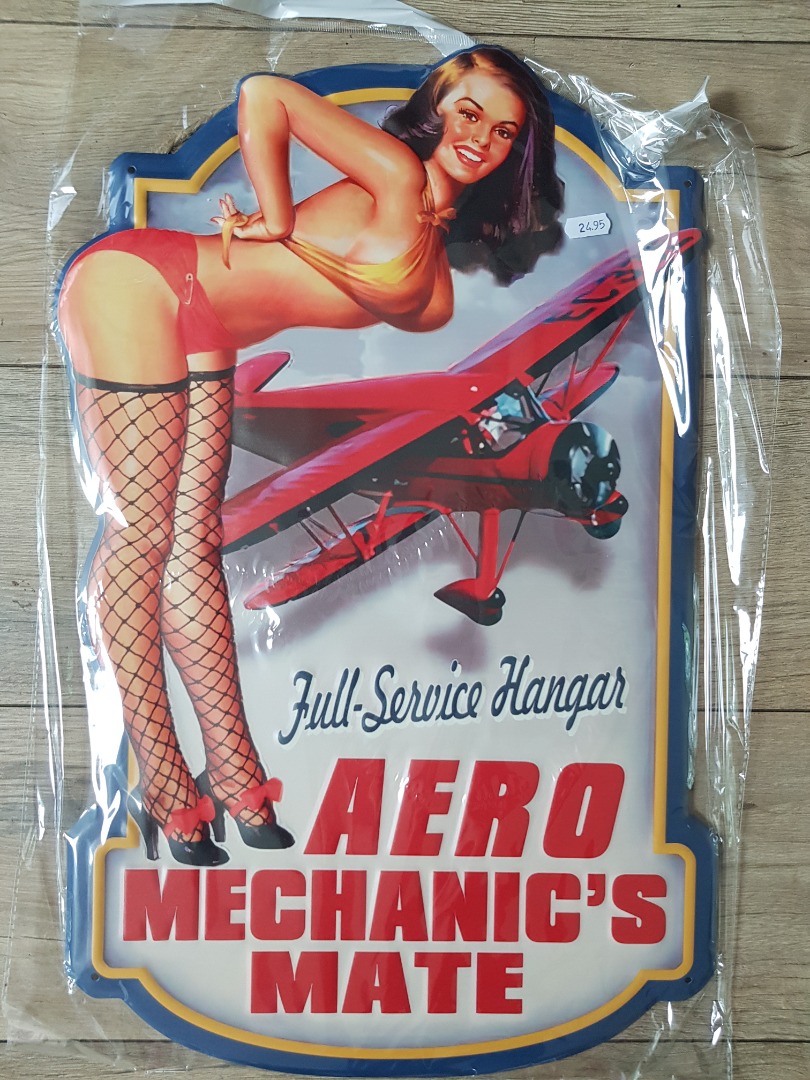 24.95
Full-Service Hangar
AERO
MECHANIC'S
MATE